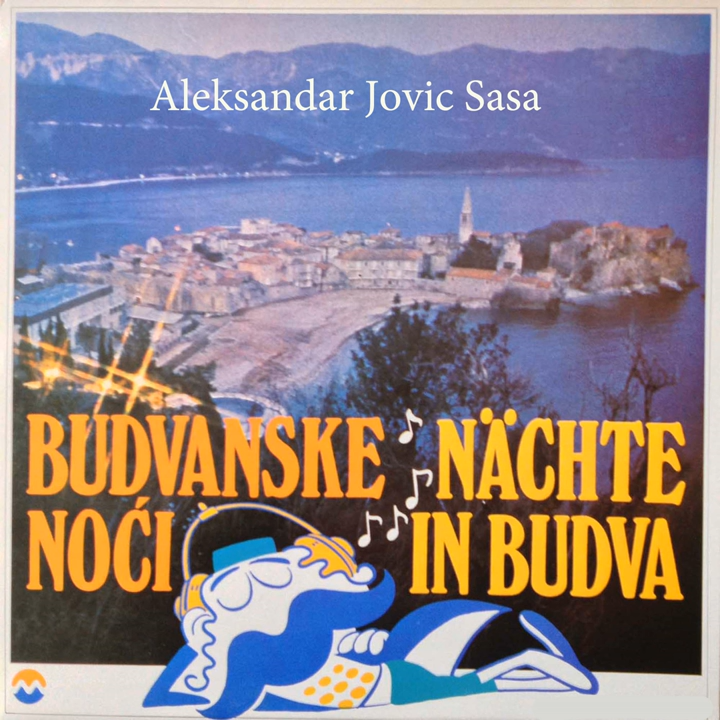 Aleksandar Jovic Sasa
BUDVANSKE
NOĆI
NÄCHTE
IN BUDVA